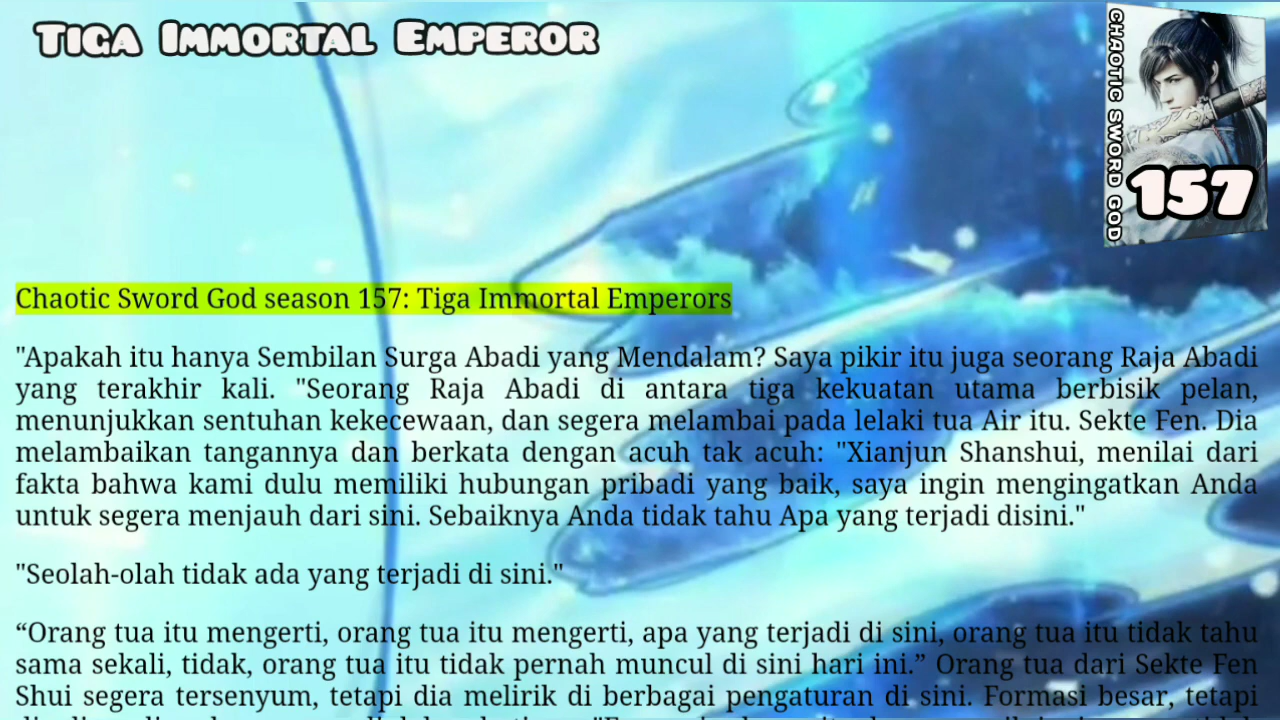 Tiga Immortal Emperor
CHAOTIC SWORD GOD
157
Chaotic Sword God season 157: Tiga Immortal Emperors
"Apakah itu hanya Sembilan Surga Abadi yang Mendalam? Saya pikir itu juga seorang Raja Abadi
yang terakhir kali. "Seorang Raja Abadi di antara tiga kekuatan utama berbisik pelan,
menunjukkan sentuhan kekecewaan, dan segera melambai pada lelaki tua Air itu. Sekte Fen. Dia
melambaikan tangannya dan berkata dengan acuh tak acuh: "Xianjun Shanshui, menilai dari
fakta bahwa kami dulu memiliki hubungan pribadi yang baik, saya ingin mengingatkan Anda
untuk segera menjauh dari sini. Sebaiknya Anda tidak tahu Apa yang terjadi disini."
"Seolah-olah tidak ada yang terjadi di sini."
“Orang tua itu mengerti, orang tua itu mengerti, apa yang terjadi di sini, orang tua itu tidak tahu
sama sekali, tidak, orang tua itu tidak pernah muncul di sini hari ini.” Orang tua dari Sekte Fen
Shui segera tersenyum, tetapi dia melirik di berbagai pengaturan di sini. Formasi besar, tetapi